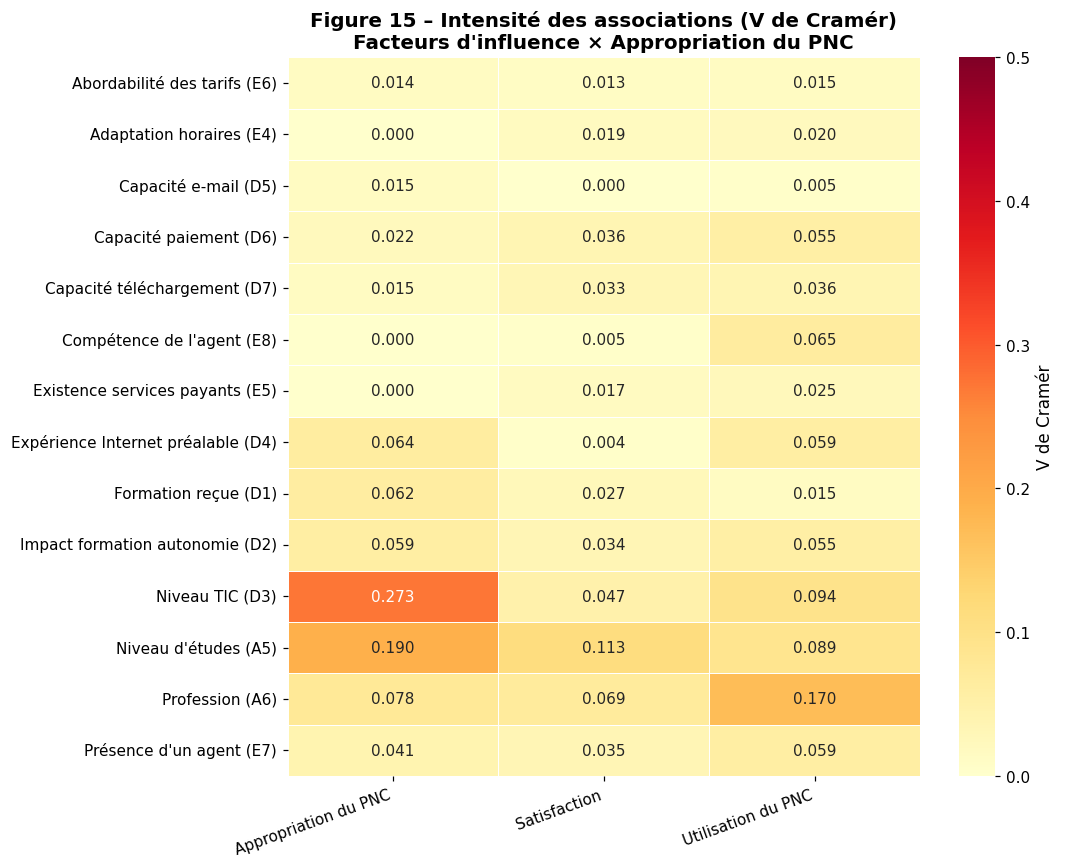 Figure 15 – Intensité des associations (V de Cramér)
Facteurs d'influence × Appropriation du PNC
Abordabilité des tarifs (E6) 0.014 0.013 0.015
Adaptation horaires (E4) 0.000 0.019 0.020
Capacité e-mail (D5) 0.015 0.000 0.005
Capacité paiement (D6) 0.022 0.036 0.055
Capacité téléchargement (D7) 0.015 0.033 0.036
Compétence de l'agent (E8) 0.000 0.005 0.065
Existence services payants (E5) 0.000 0.017 0.025
Expérience Internet préalable (D4) 0.064 0.004 0.059
Formation reçue (D1) 0.062 0.027 0.015
Impact formation autonomie (D2) 0.059 0.034 0.055
Niveau TIC (D3) 0.273 0.047 0.094
Niveau d'études (A5) 0.190 0.113 0.089
Profession (A6) 0.078 0.069 0.170
Présence d'un agent (E7) 0.041 0.035 0.059
Appropriation du PNC
Satisfaction
Utilisation du PNC
0.5
0.4
0.3
0.2
0.1
0.0
V de Cramér